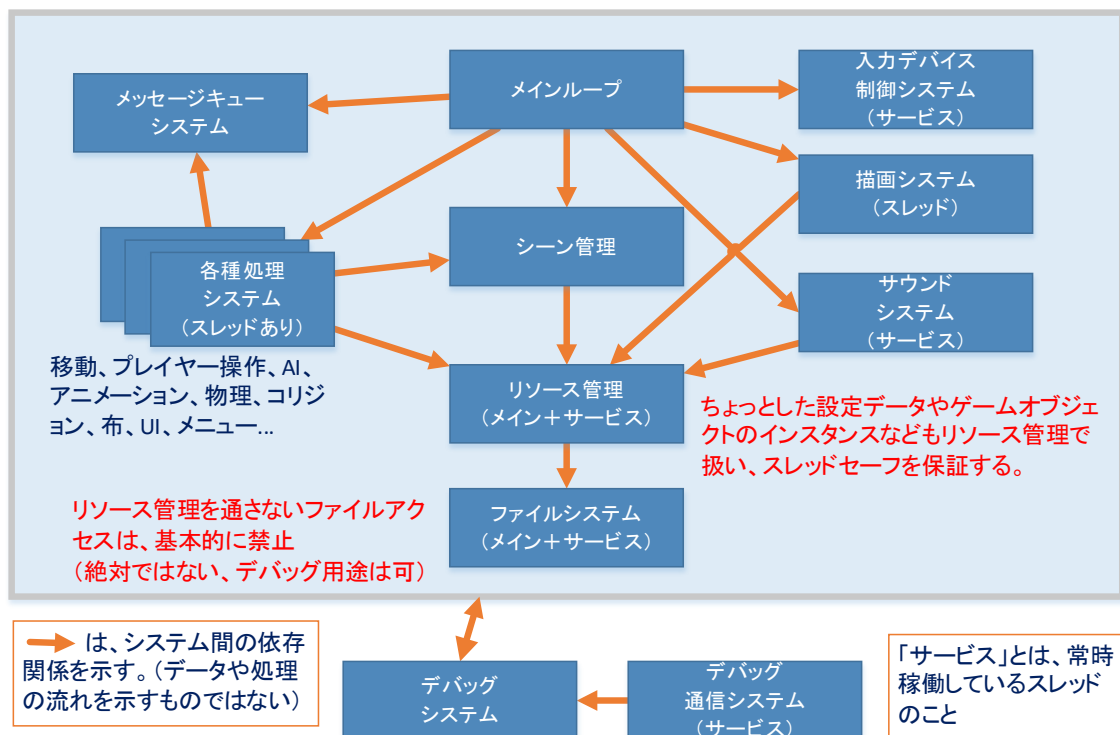 メインループ
入力デバイス
制御システム
(サービス)
メッセージキュー
システム
描画システム
(スレッド)
シーン管理
各種処理
システム
(スレッドあり)
サウンド
システム
(サービス)
移動、プレイヤー操作、AI、
アニメーション、物理、コリジ
ョン、布、UI、メニュー...
リソース管理
(メイン+サービス)
ちょっとした設定データやゲームオブジェ
クトのインスタンスなどもリソース管理で
扱い、スレッドセーフを保証する。
リソース管理を通さないファイルアク
セスは、基本的に禁止
(絶対ではない、デバッグ用途は可)
ファイルシステム
(メイン+サービス)
は、システム間の依存
関係を示す。(データや処理
の流れを示すものではない)
デバッグ
システム
デバッグ
通信システム
(サービス)
「サービス」とは、常時
稼働しているスレッド
のこと